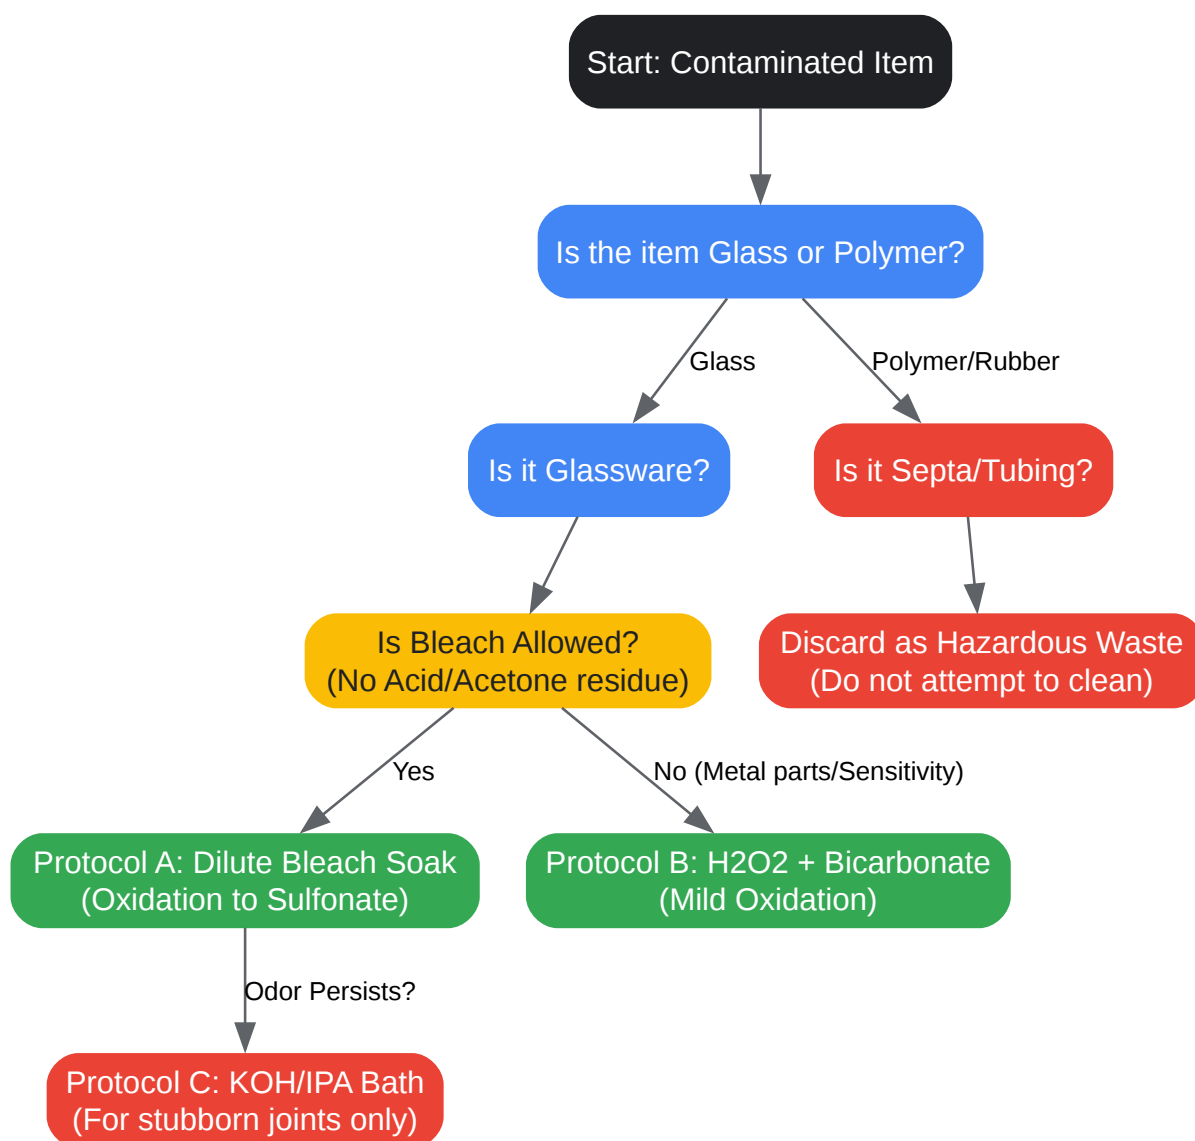 Start: Contaminated Item
Is the item Glass or Polymer?
Glass
Polymer/Rubber
Is it Glassware?
Is it Septa/Tubing?
Is Bleach Allowed?
(No Acid/Acetone residue)
Discard as Hazardous Waste
(Do not attempt to clean)
Yes
No (Metal parts/Sensitivity)
Protocol A: Dilute Bleach Soak
(Oxidation to Sulfonate)
Protocol B: H2O2 + Bicarbonate
(Mild Oxidation)
Odor Persists?
Protocol C: KOH/IPA Bath
(For stubborn joints only)